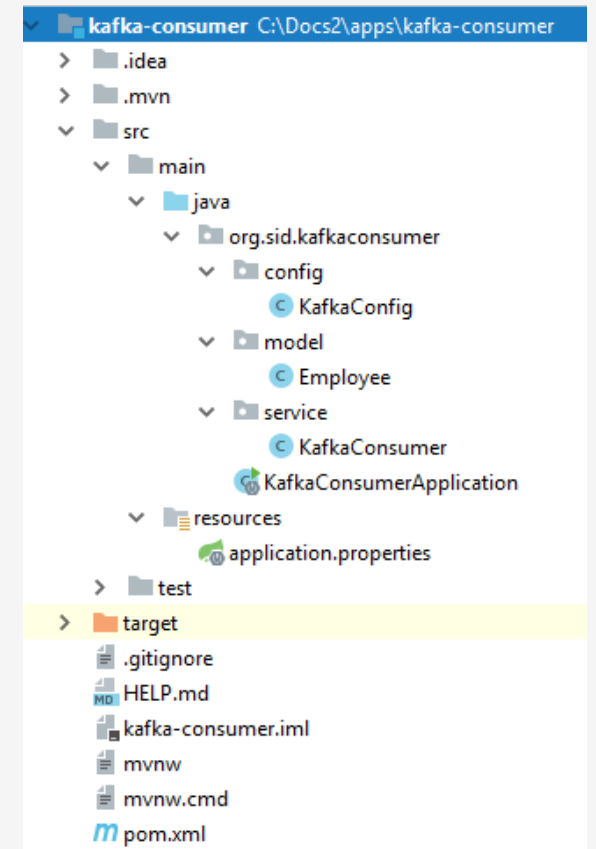 kafka-consumer C:\Docs2\apps\kafka-consumer
.idea
.mvn
src
main
java
org.sid.kafkaconsumer
config
C KafkaConfig
model
C Employee
service
C KafkaConsumer
C KafkaConsumerApplication
resources
application.properties
test
target
.gitignore
MD HELP.md
kafka-consumer.iml
mvnw
mvnw.cmd
m pom.xml